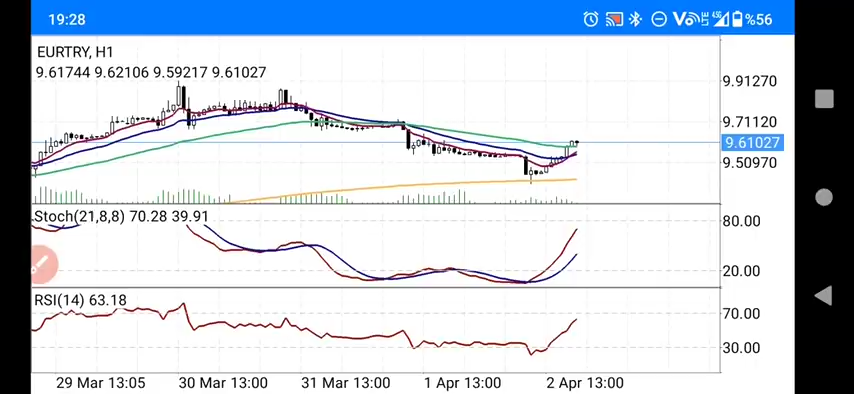 19:28
%56
EURTRY, H1
9.61744 9.62106 9.59217 9.61027
9.91270
9.71120
9.61027
9.50970
Stoch(21,8,8) 70.28 39.91
80.00
20.00
RSI(14) 63.18
70.00
30.00
29 Mar 13:05 30 Mar 13:00 31 Mar 13:00 1 Apr 13:00 2 Apr 13:00